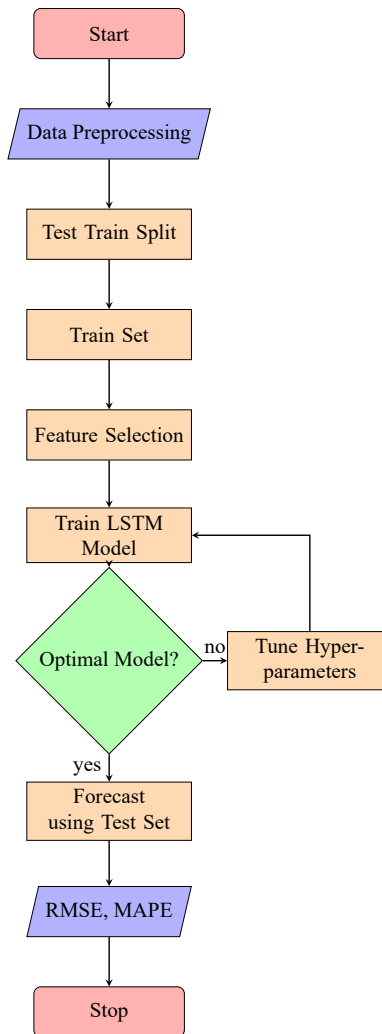 Start
Data Preprocessing
Test Train Split
Train Set
Feature Selection
Train LSTM
Model
Optimal Model?
no
Tune Hyper-
parameters
yes
Forecast
using Test Set
RMSE, MAPE
Stop